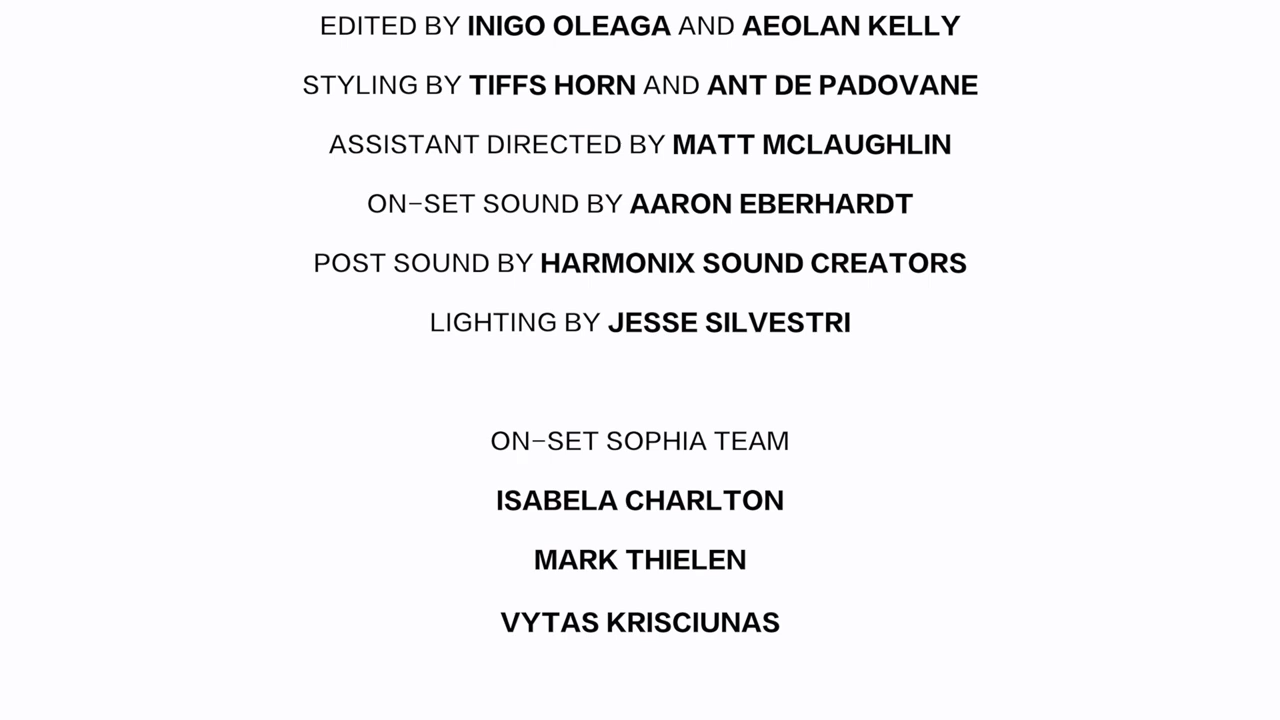 EDITED BY INIGO OLEAGA AND AEOLAN KELLY
STYLING BY TIFFS HORN AND ANT DE PADOVANE
ASSISTANT DIRECTED BY MATT MCLAUGHLIN
ON-SET SOUND BY AARON EBERHARDT
POST SOUND BY HARMONIX SOUND CREATORS
LIGHTING BY JESSE SILVESTRI
ON-SET SOPHIA TEAM
ISABELA CHARLTON
MARK THIELEN
VYTAS KRISCIUNAS